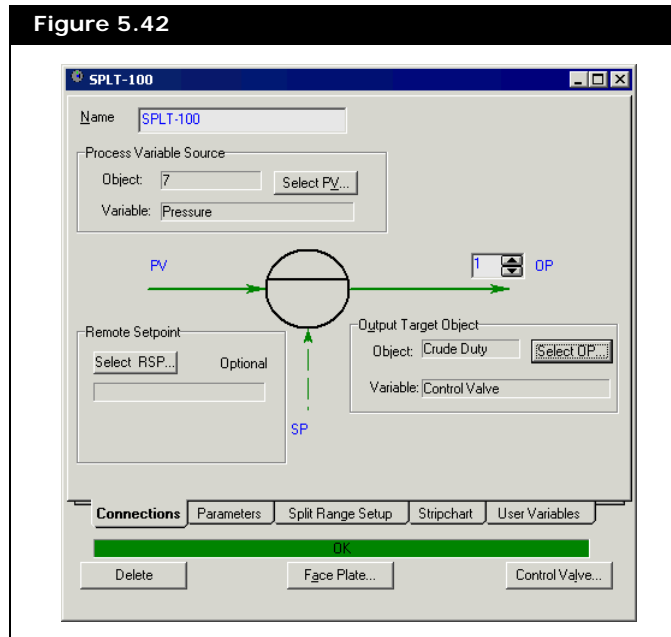 Figure 5.42
SPLT-100
Name SPLT-100
Process Variable Source
Object: 7 Select PV...
Variable: Pressure
PV 1 OP
Remote Setpoint
Select RSP... Optional
SP
Output Target Object
Object: Crude Duty Select OP...
Variable: Control Valve
Connections Parameters Split Range Setup Stripchart User Variables
OK
Delete Face Plate... Control Valve...